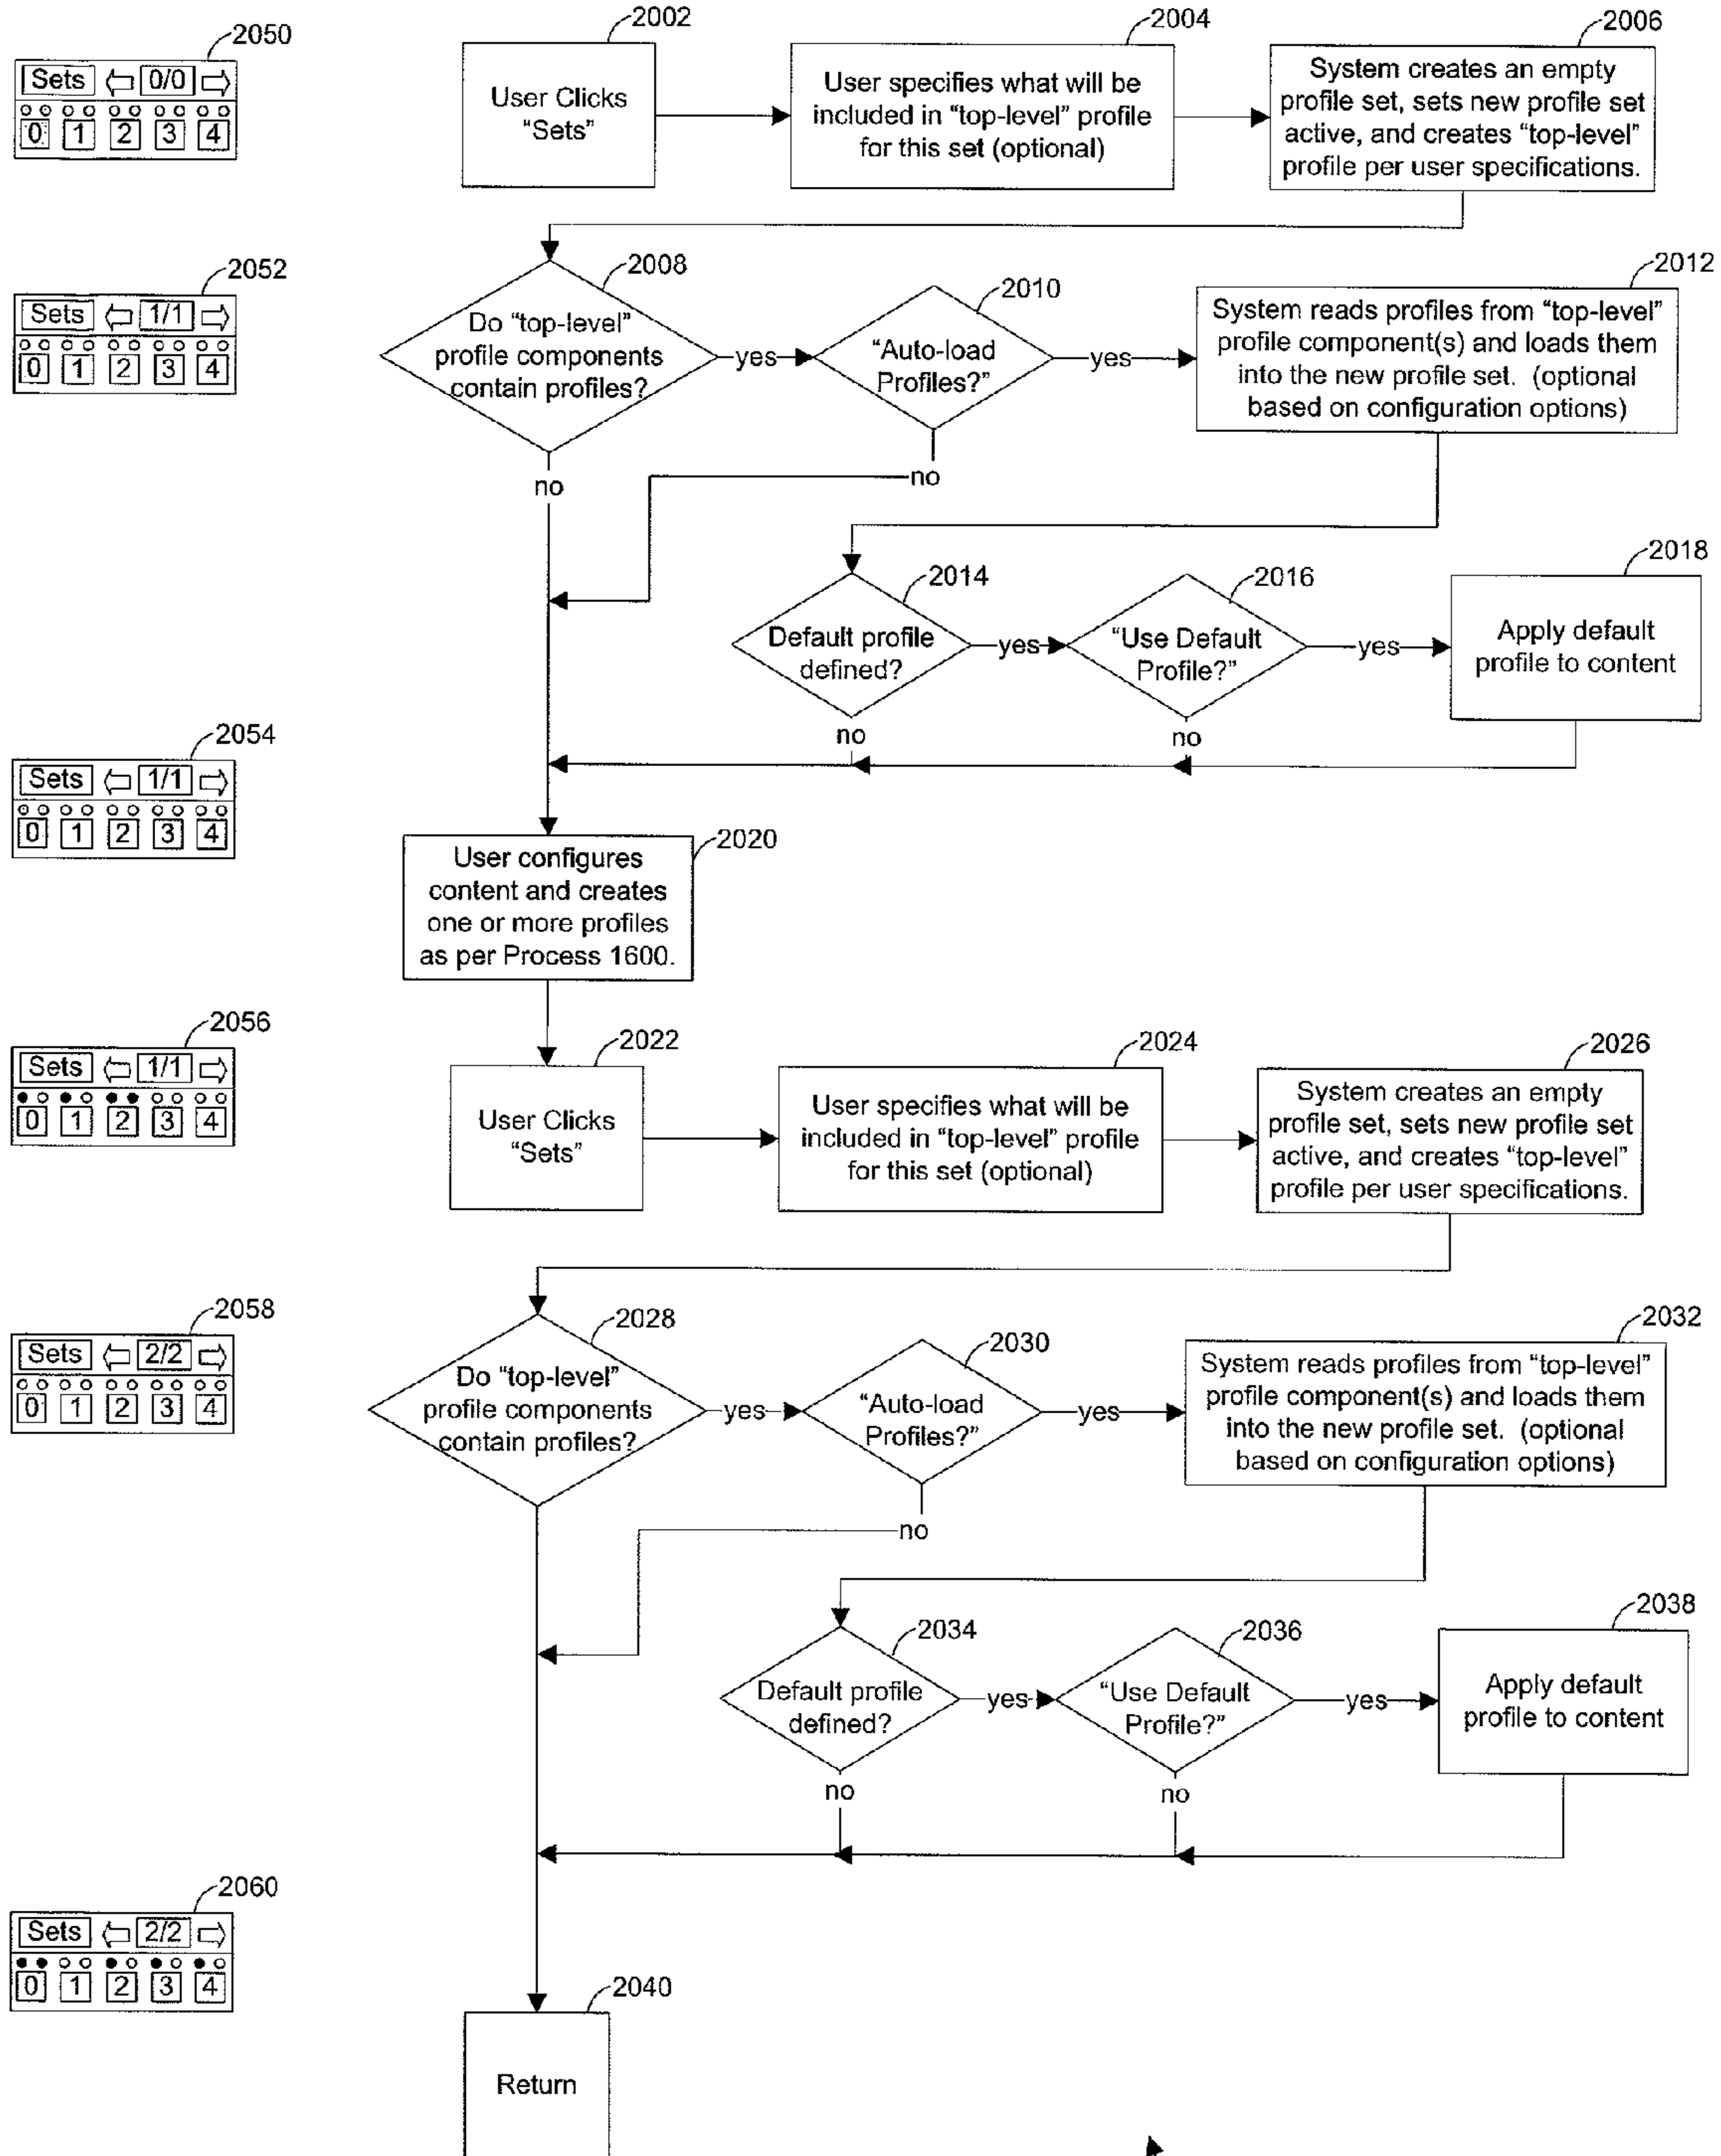 2050
Sets 0/0
0 1 2 3 4
2002
User Clicks
“Sets”
2004
User specifies what will be
included in “top-level” profile
for this set (optional)
2006
System creates an empty
profile set, sets new profile set
active, and creates “top-level”
profile per user specifications.
2052
Sets 1/1
0 1 2 3 4
2008
Do “top-level”
profile components
contain profiles?
yes
no
2010
“Auto-load
Profiles?”
yes
no
2012
System reads profiles from “top-level”
profile component(s) and loads them
into the new profile set. (optional
based on configuration options)
2014
Default profile
defined?
yes
no
2016
“Use Default
Profile?”
yes
no
2018
Apply default
profile to content
2054
Sets 1/1
0 1 2 3 4
2020
User configures
content and creates
one or more profiles
as per Process 1600.
2056
Sets 1/1
0 1 2 3 4
2022
User Clicks
“Sets”
2024
User specifies what will be
included in “top-level” profile
for this set (optional)
2026
System creates an empty
profile set, sets new profile set
active, and creates “top-level”
profile per user specifications.
2058
Sets 2/2
0 1 2 3 4
2028
Do “top-level”
profile components
contain profiles?
yes
2030
“Auto-load
Profiles?”
yes
no
2032
System reads profiles from “top-level”
profile component(s) and loads them
into the new profile set. (optional
based on configuration options)
2034
Default profile
defined?
yes
no
2036
“Use Default
Profile?”
yes
no
2038
Apply default
profile to content
2060
Sets 2/2
0 1 2 3 4
2040
Return